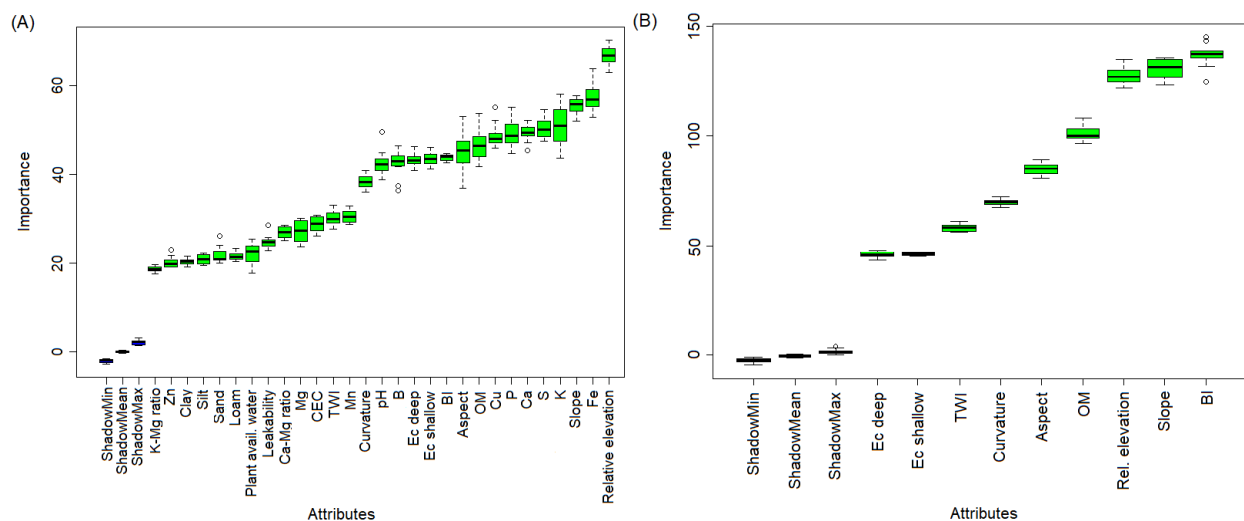 (A)
Importance
60
40
20
0
ShadowMin
ShadowMean
ShadowMax
K-Mg ratio
Zn
Clay
Silt
Sand
Loam
Plant avail. water
Leakability
Ca-Mg ratio
Mg
CEC
TWI
Mn
Curvature
pH
B
Ec deep
Ec shallow
BI
Aspect
OM
Cu
P
Ca
S
K
Slope
Fe
Relative elevation
Attributes
(B)
Importance
150
100
50
0
ShadowMin
ShadowMean
ShadowMax
Ec deep
Ec shallow
TWI
Curvature
Aspect
OM
Rel. elevation
Slope
BI
Attributes